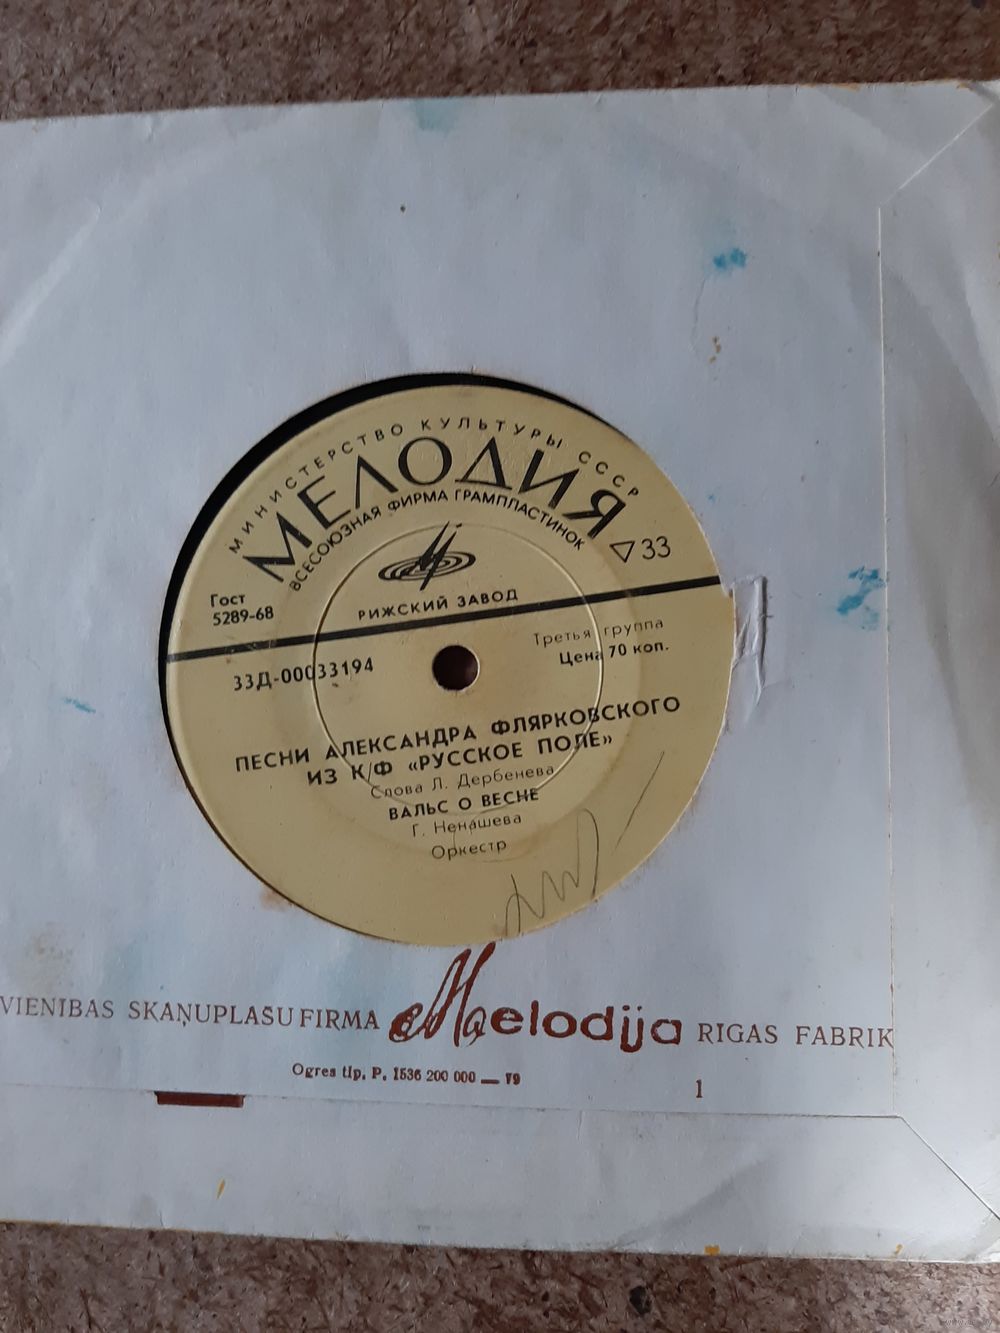 МИНИСТЕРСТВО КУЛЬТУРЫ СССР
МЕЛОДИЯ
ВСЕСОЮЗНАЯ ФИРМА ГРАМПЛАСТИНОК
33
РИЖСКИЙ ЗАВОД
Гост
5289-68
Третья группа
Цена 70 коп.
33Д-00033194
ПЕСНИ АЛЕКСАНДРА ФЛЯРКОВСКОГО
ИЗ К/Ф «РУССКОЕ ПОЛЕ»
Слова Л. Дербенева
ВАЛЬС О ВЕСНЕ
Г. Ненашева
Оркестр
VIENIBAS SKAŅUPLAŠU FIRMA Melodija RIGAS FABRIK
Ogres tip. P. 1536 200 000 — 79
1